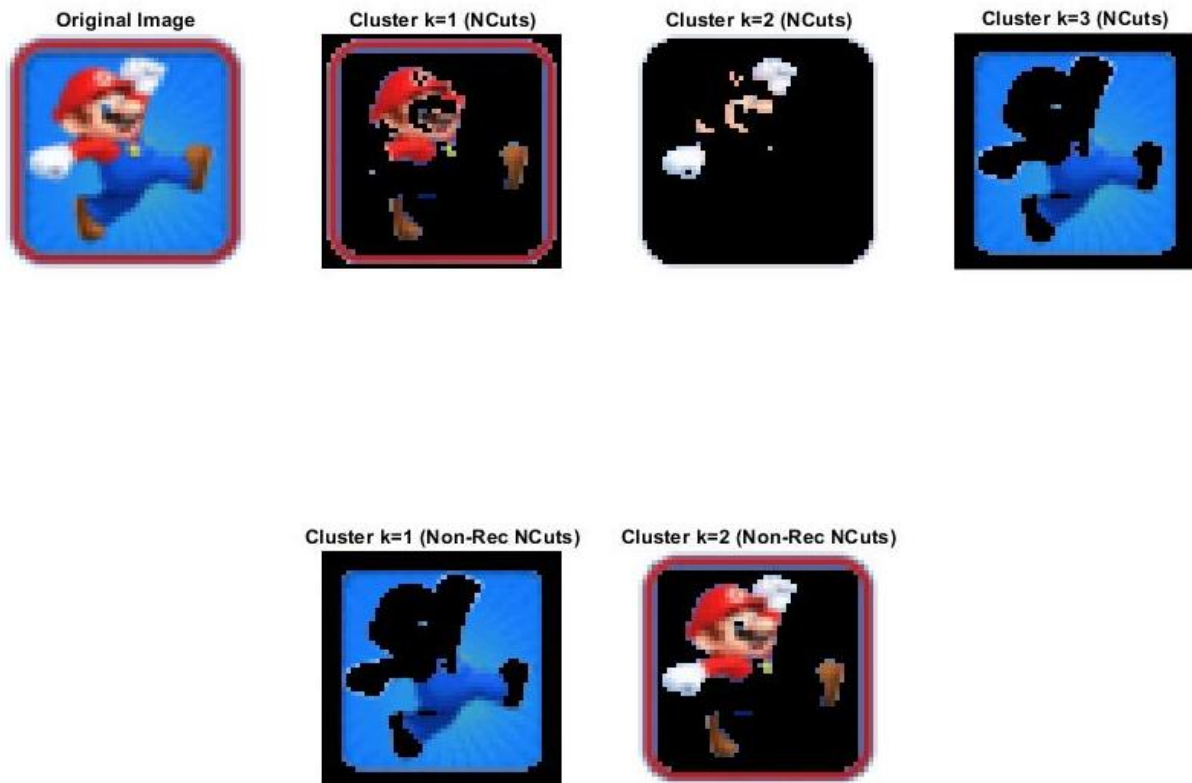 Original Image
Cluster k=1 (NCuts)
Cluster k=2 (NCuts)
Cluster k=3 (NCuts)
Cluster k=1 (Non-Rec NCuts)
Cluster k=2 (Non-Rec NCuts)